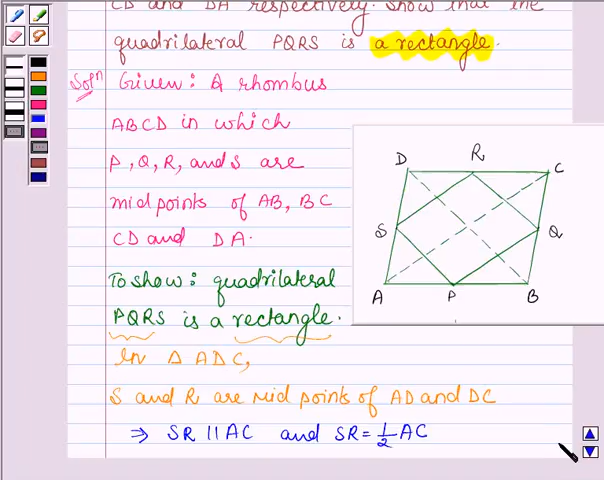 CD and DA respectively. Show that the
quadrilateral PQRS is a rectangle.
Solⁿ Given: A rhombus
ABCD in which
P, Q, R, and S are
midpoints of AB, BC
CD and DA.
To show: quadrilateral
PQRS is a rectangle.
In Δ ADC,
S and R are mid points of AD and DC
⇒ SR || AC and SR = 1/2 AC
D R C
S Q
A P B